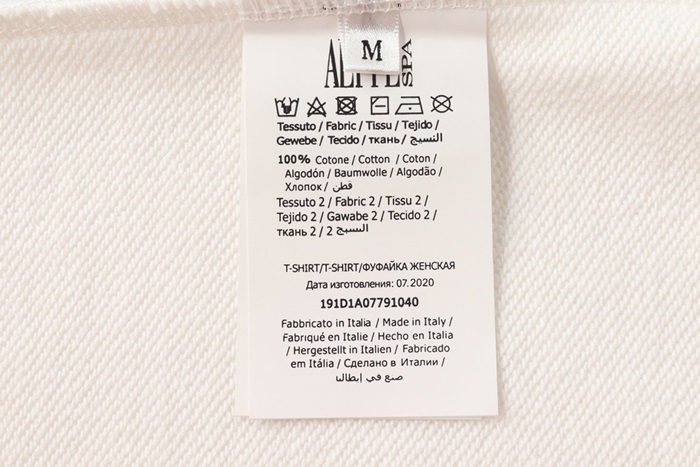 M
SPA
Tessuto / Fabric / Tissu / Tejido /
Gewebe / Tecido / ткань / النسيج
100% Cotone / Cotton / Coton /
Algodón / Baumwolle / Algodão /
Хлопок / قطن
Tessuto 2 / Fabric 2 / Tissu 2 /
Tejido 2 / Gawabe 2 / Tecido 2 /
ткань 2 / 2 النسيج
T-SHIRT/T-SHIRT/ФУФАЙКА ЖЕНСКАЯ
Дата изготовления: 07.2020
191D1A07791040
Fabbricato in Italia / Made in Italy /
Fabriqué en Italie / Hecho en Italia
/ Hergestellt in Italien / Fabricado
em Itália / Сделано в Италии /
صنع في إيطاليا